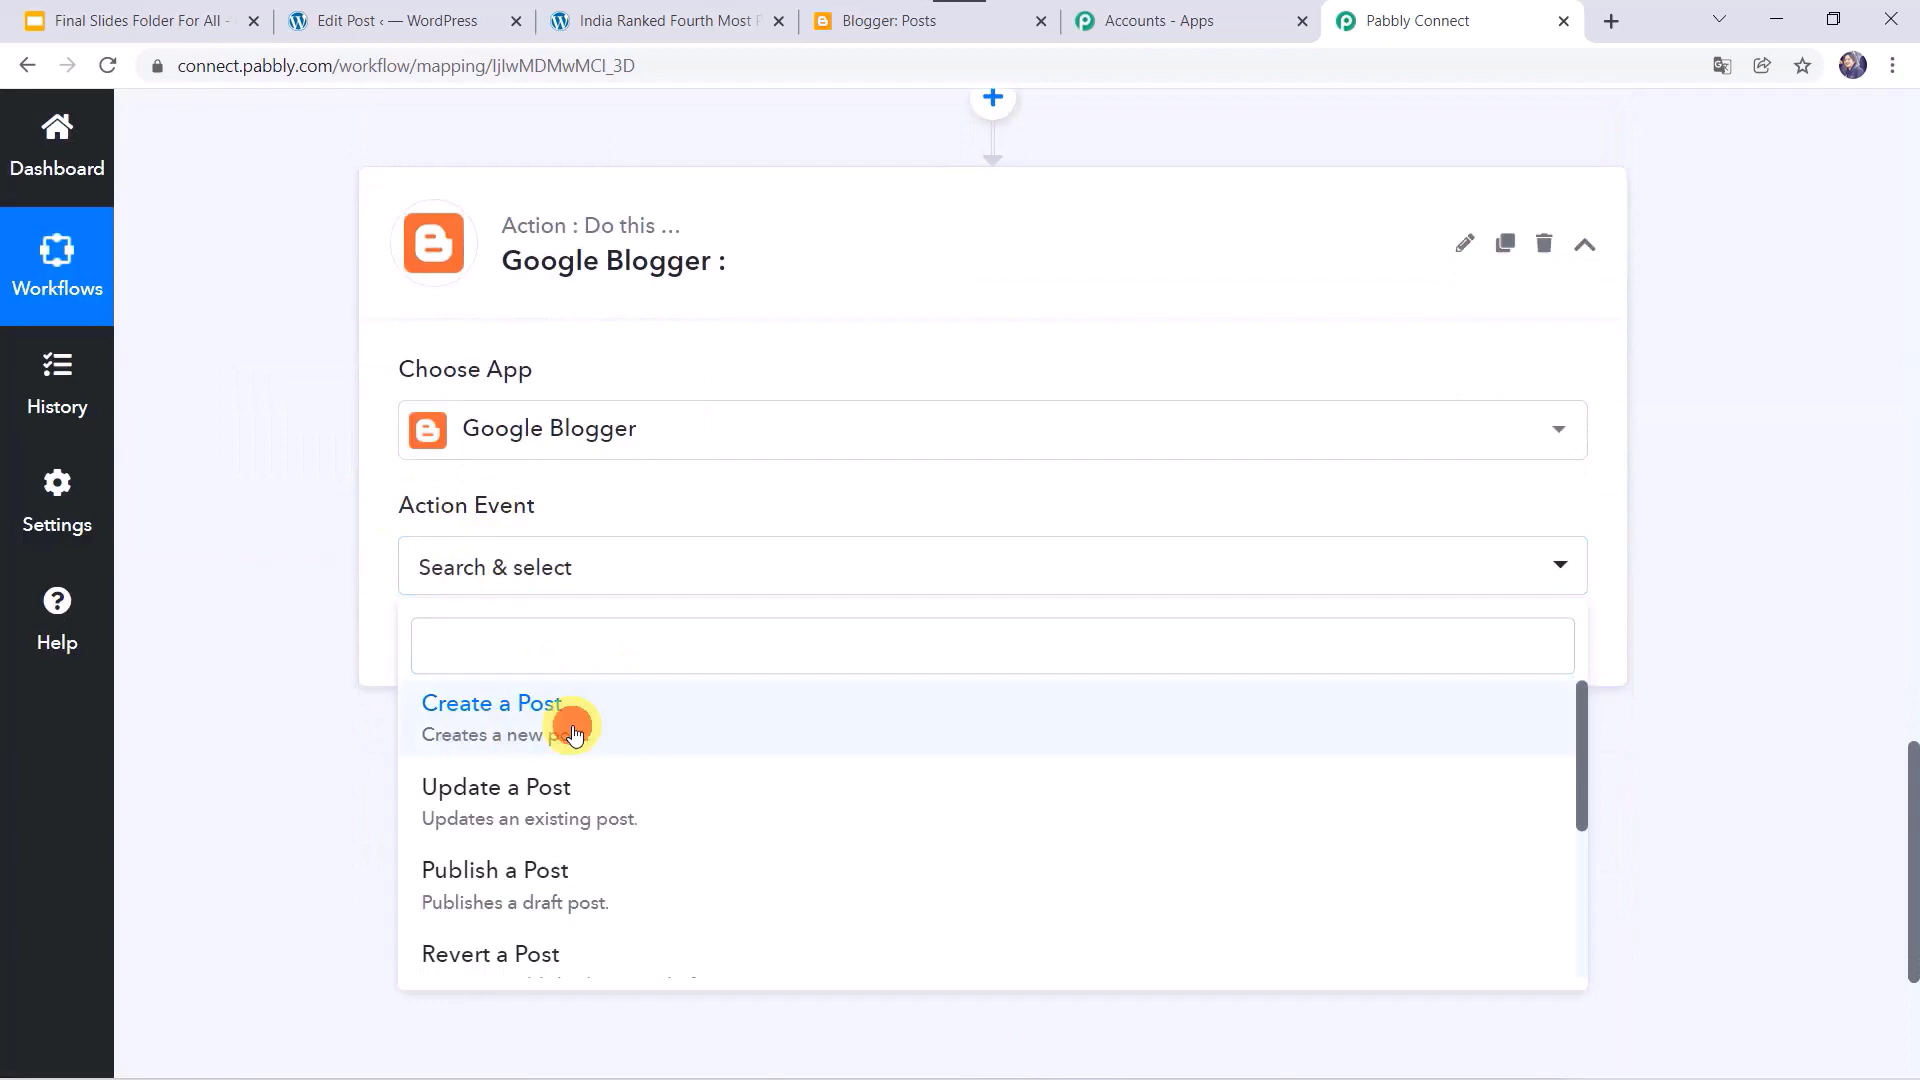 Final Slides Folder For All -
Edit Post ‹ — WordPress
India Ranked Fourth Most
Blogger: Posts
Accounts - Apps
Pabbly Connect
connect.pabbly.com/workflow/mapping/IjIwMDMwMCI_3D
Dashboard
Workflows
History
Settings
Help
Action : Do this ...
Google Blogger :
Choose App
Google Blogger
Action Event
Search & select
Create a Post
Creates a new
Update a Post
Updates an existing post.
Publish a Post
Publishes a draft post.
Revert a Post